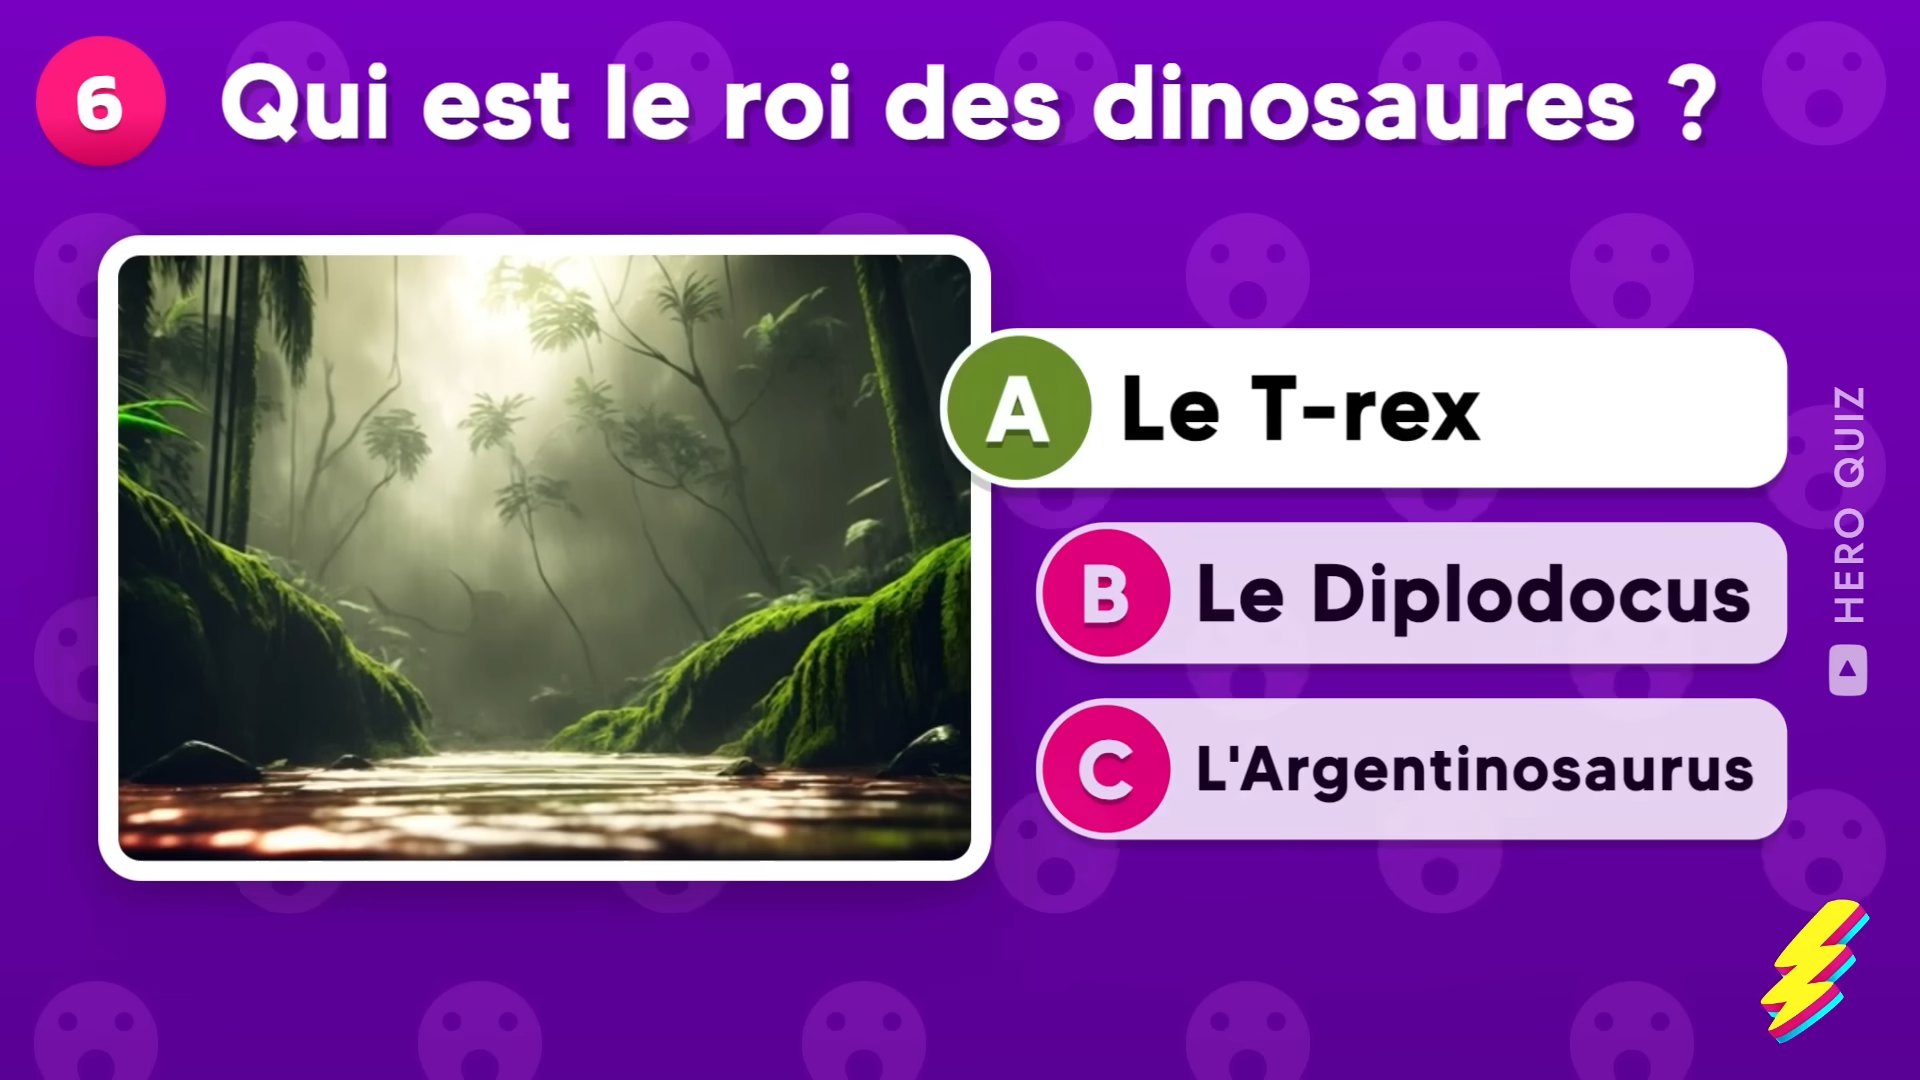 6
Qui est le roi des dinosaures ?
A
Le T-rex
B
Le Diplodocus
C
L'Argentinosaurus
HERO QUIZ